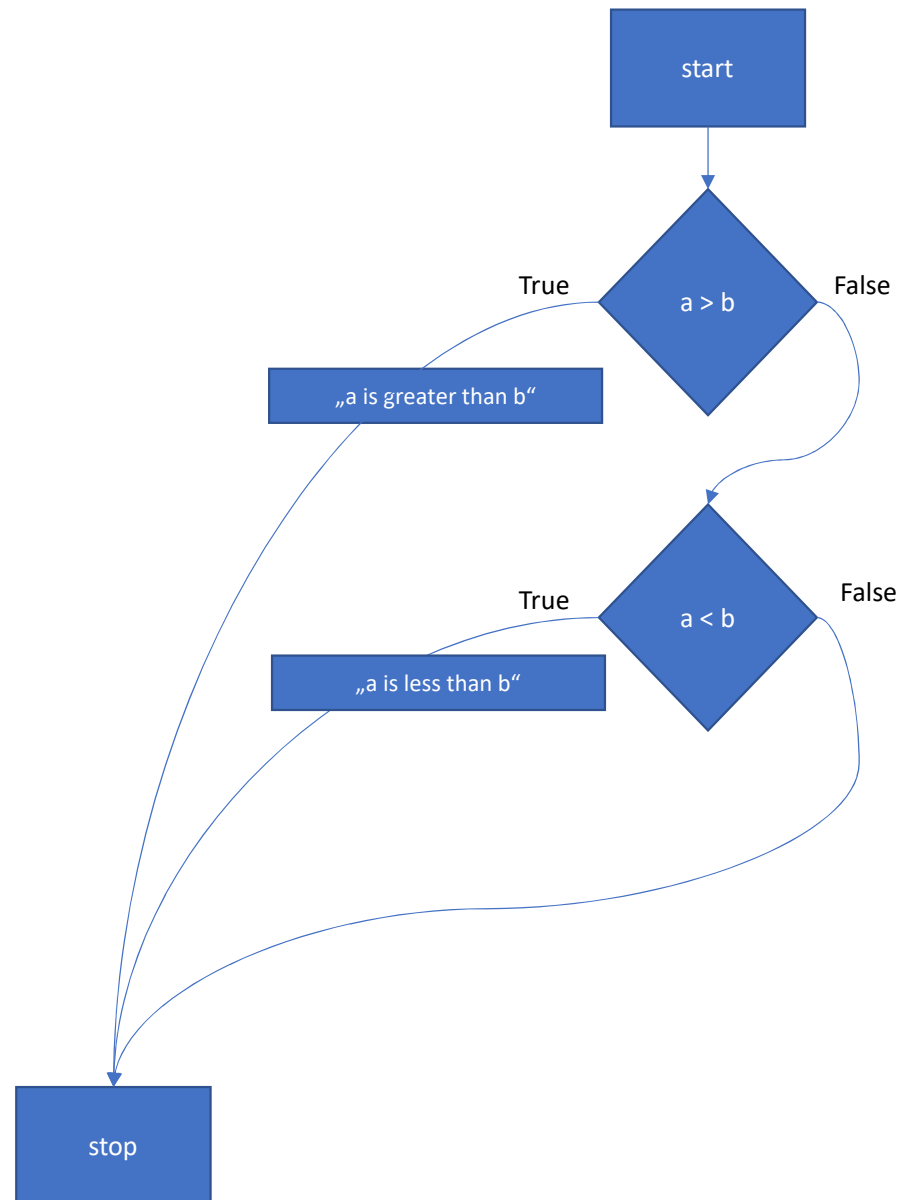 start
True
a > b
False
„a is greater than b“
True
a < b
False
„a is less than b“
stop